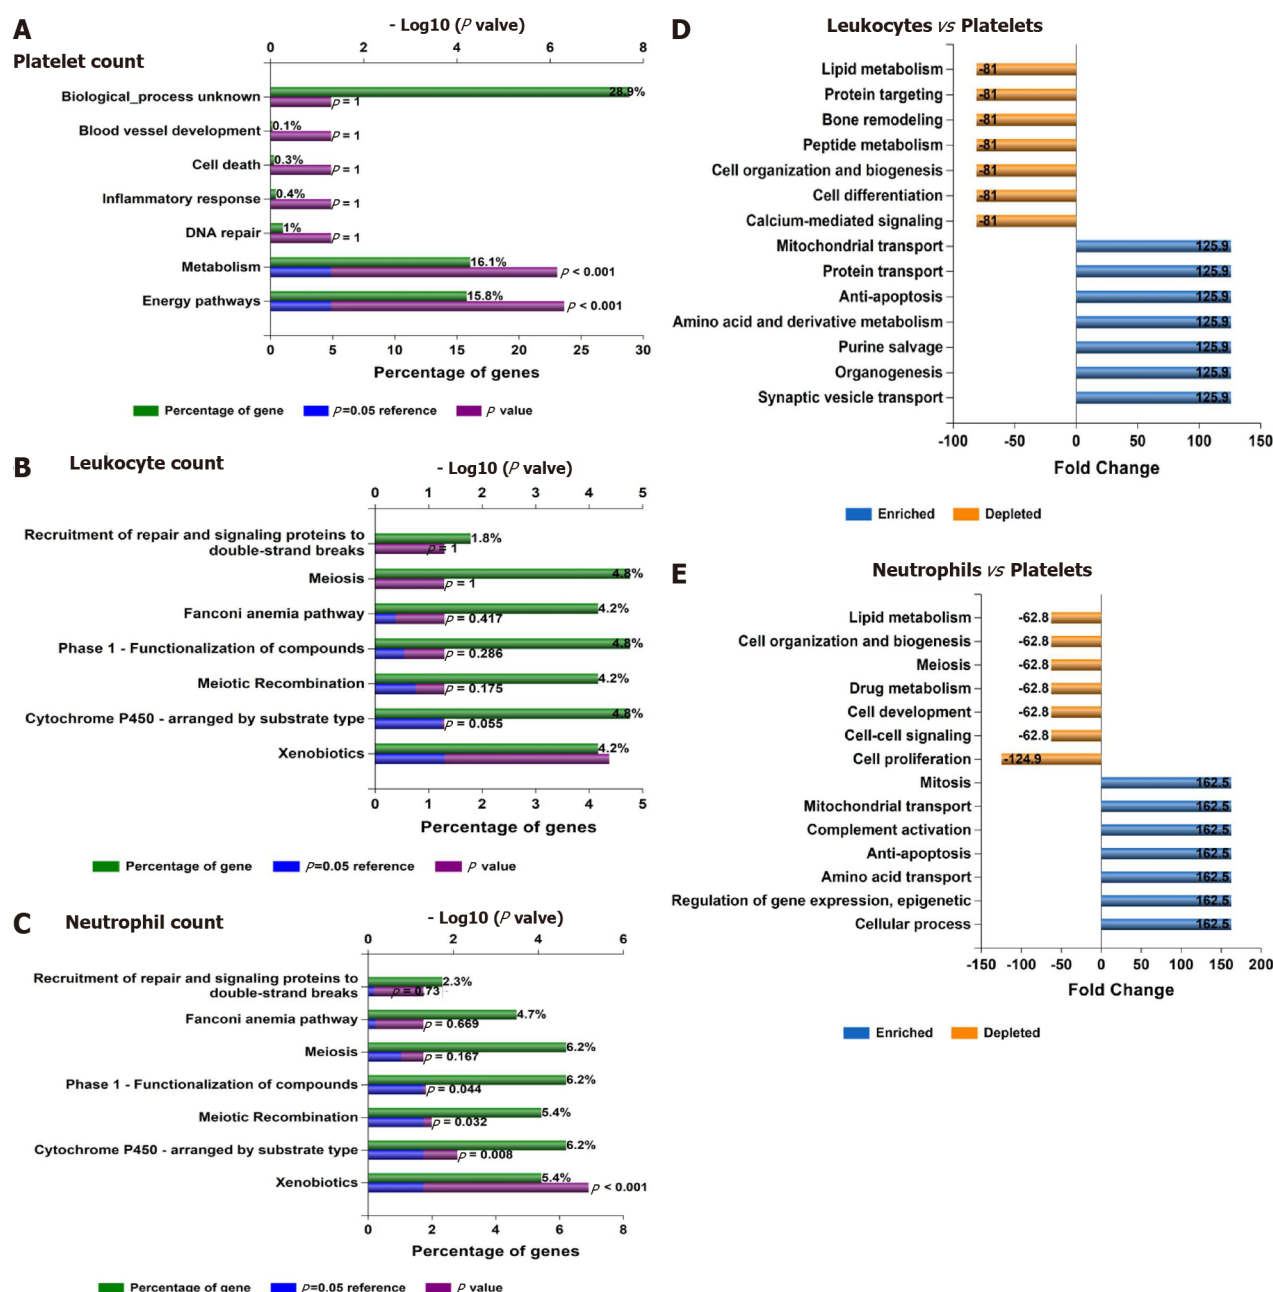 A
Platelet count
- Log10 (P valve)
0 2 4 6 8
Biological_process unknown 28.9% P = 1
Blood vessel development 0.1% P = 1
Cell death 0.3% P = 1
Inflammatory response 0.4% P = 1
DNA repair 1% P = 1
Metabolism 16.1% P < 0.001
Energy pathways 15.8% P < 0.001
0 5 10 15 20 25 30
Percentage of genes
Percentage of gene P=0.05 reference P value
B
Leukocyte count
- Log10 (P valve)
0 1 2 3 4 5
Recruitment of repair and signaling proteins to
double-strand breaks 1.8% P = 1
Meiosis 4.8% P = 1
Fanconi anemia pathway 4.2% P = 0.417
Phase 1 - Functionalization of compounds 4.8% P = 0.286
Meiotic Recombination 4.2% P = 0.175
Cytochrome P450 - arranged by substrate type 4.8% P = 0.055
Xenobiotics 4.2%
0 1 2 3 4 5
Percentage of genes
Percentage of gene P=0.05 reference P value
C
Neutrophil count
- Log10 (P valve)
0 2 4 6
Recruitment of repair and signaling proteins to
double-strand breaks 2.3% P = 0.73
Fanconi anemia pathway 4.7% P = 0.669
Meiosis 6.2% P = 0.167
Phase 1 - Functionalization of compounds 6.2% P = 0.044
Meiotic Recombination 5.4% P = 0.032
Cytochrome P450 - arranged by substrate type 6.2% P = 0.008
Xenobiotics 5.4% P < 0.001
0 2 4 6 8
Percentage of genes
Percentage of gene P=0.05 reference P value
D
Leukocytes vs Platelets
Lipid metabolism -81
Protein targeting -81
Bone remodeling -81
Peptide metabolism -81
Cell organization and biogenesis -81
Cell differentiation -81
Calcium-mediated signaling -81
Mitochondrial transport 125.9
Protein transport 125.9
Anti-apoptosis 125.9
Amino acid and derivative metabolism 125.9
Purine salvage 125.9
Organogenesis 125.9
Synaptic vesicle transport 125.9
-100 -50 0 50 100 150
Fold Change
Enriched Depleted
E
Neutrophils vs Platelets
Lipid metabolism -62.8
Cell organization and biogenesis -62.8
Meiosis -62.8
Drug metabolism -62.8
Cell development -62.8
Cell-cell signaling -62.8
Cell proliferation -124.9
Mitosis 162.5
Mitochondrial transport 162.5
Complement activation 162.5
Anti-apoptosis 162.5
Amino acid transport 162.5
Regulation of gene expression, epigenetic 162.5
Cellular process 162.5
-150 -100 -50 0 50 100 150 200
Fold Change
Enriched Depleted